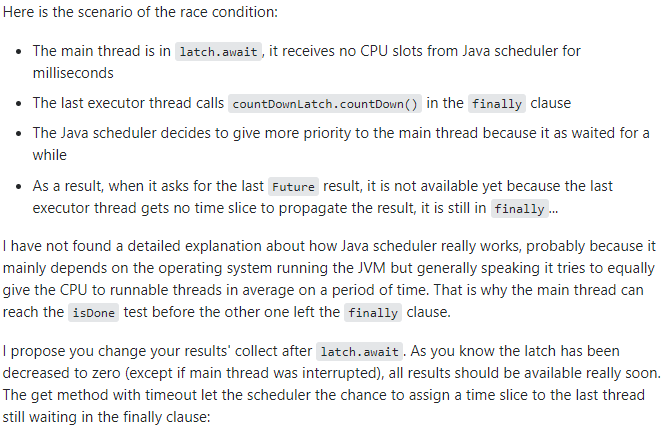 Here is the scenario of the race condition:
• The main thread is in latch.await, it receives no CPU slots from Java scheduler for
milliseconds
• The last executor thread calls countDownLatch.countDown() in the finally clause
• The Java scheduler decides to give more priority to the main thread because it as waited for a
while
• As a result, when it asks for the last Future result, it is not available yet because the last
executor thread gets no time slice to propagate the result, it is still in finally...
I have not found a detailed explanation about how Java scheduler really works, probably because it
mainly depends on the operating system running the JVM but generally speaking it tries to equally
give the CPU to runnable threads in average on a period of time. That is why the main thread can
reach the isDone test before the other one left the finally clause.
I propose you change your results' collect after latch.await. As you know the latch has been
decreased to zero (except if main thread was interrupted), all results should be available really soon.
The get method with timeout let the scheduler the chance to assign a time slice to the last thread
still waiting in the finally clause: